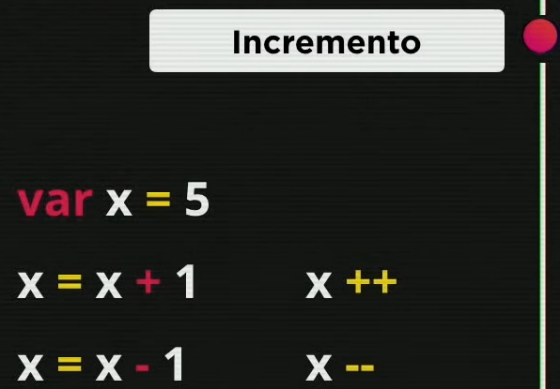 Incremento
var x = 5
x = x + 1 x ++
x = x - 1 x --